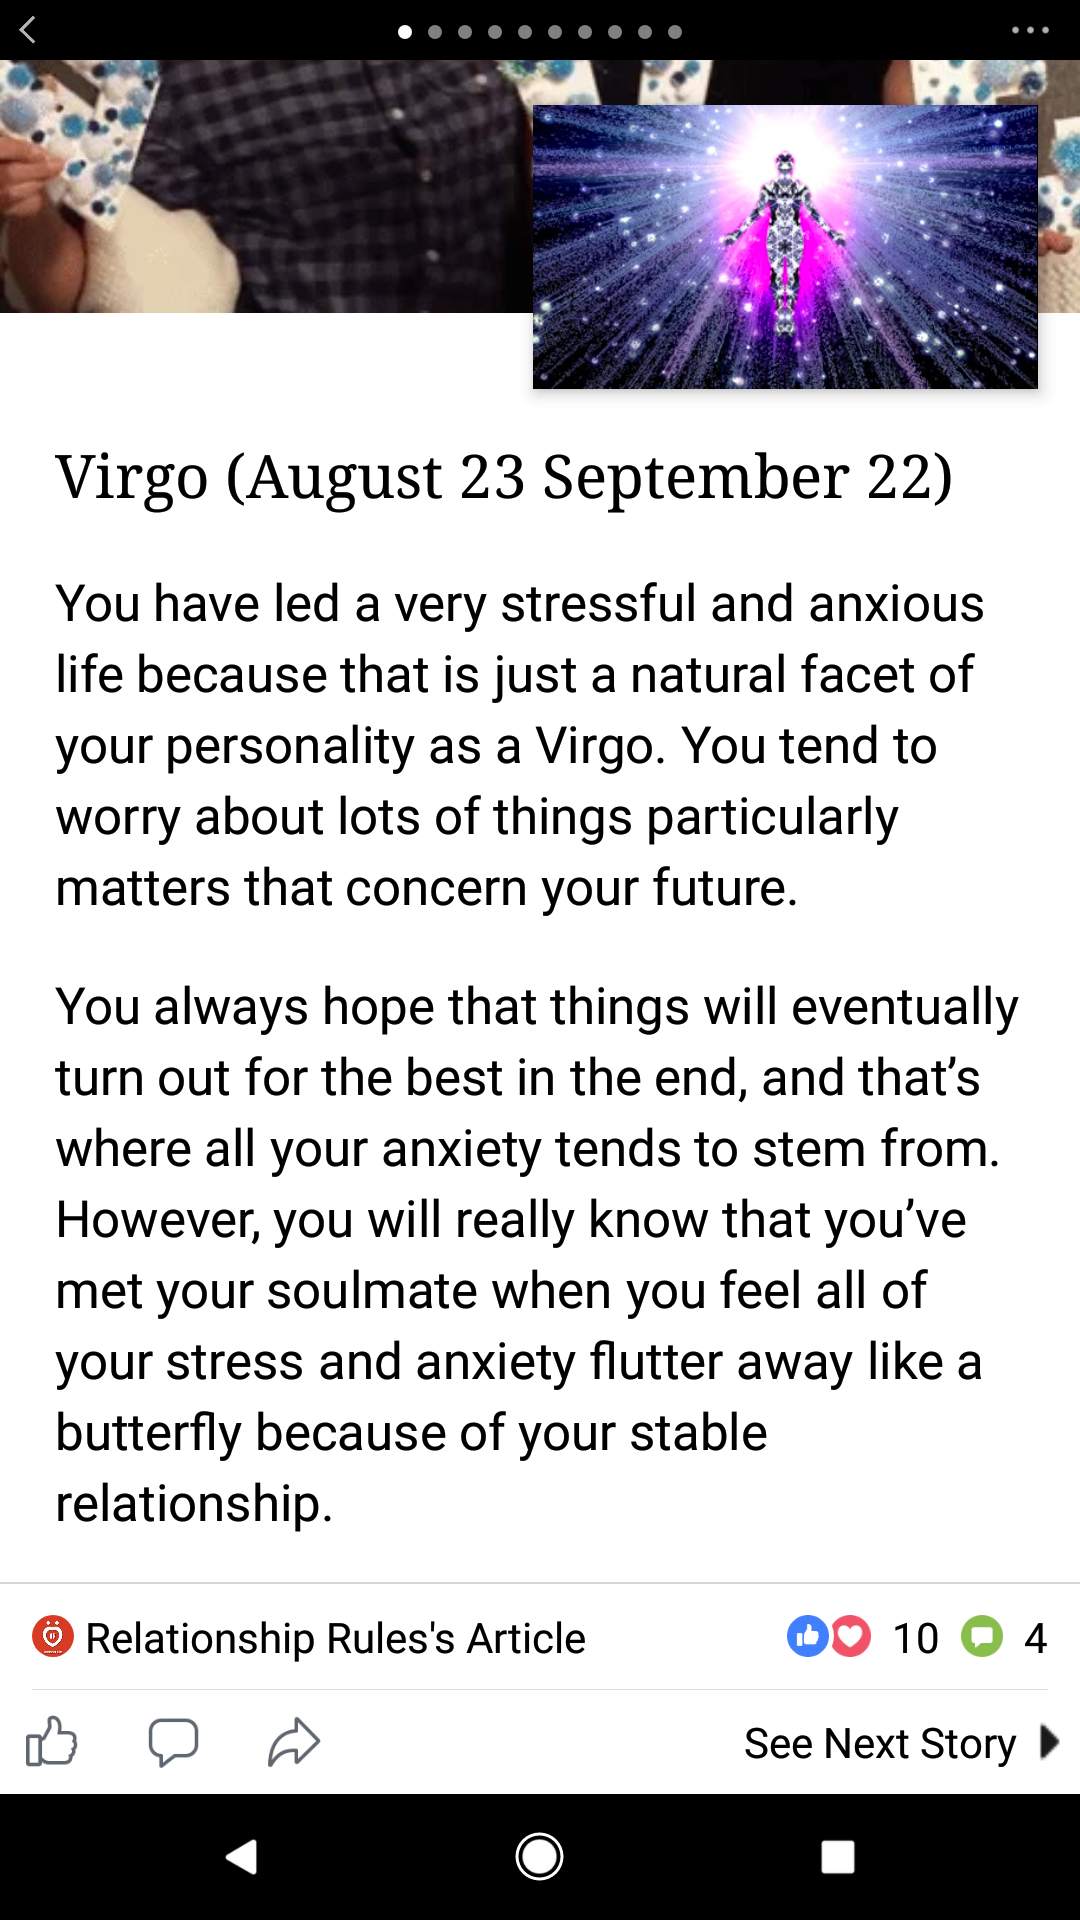 Virgo (August 23 September 22)
You have led a very stressful and anxious
life because that is just a natural facet of
your personality as a Virgo. You tend to
worry about lots of things particularly
matters that concern your future.
You always hope that things will eventually
turn out for the best in the end, and that’s
where all your anxiety tends to stem from.
However, you will really know that you’ve
met your soulmate when you feel all of
your stress and anxiety flutter away like a
butterfly because of your stable
relationship.
Relationship Rules's Article 10 4
See Next Story